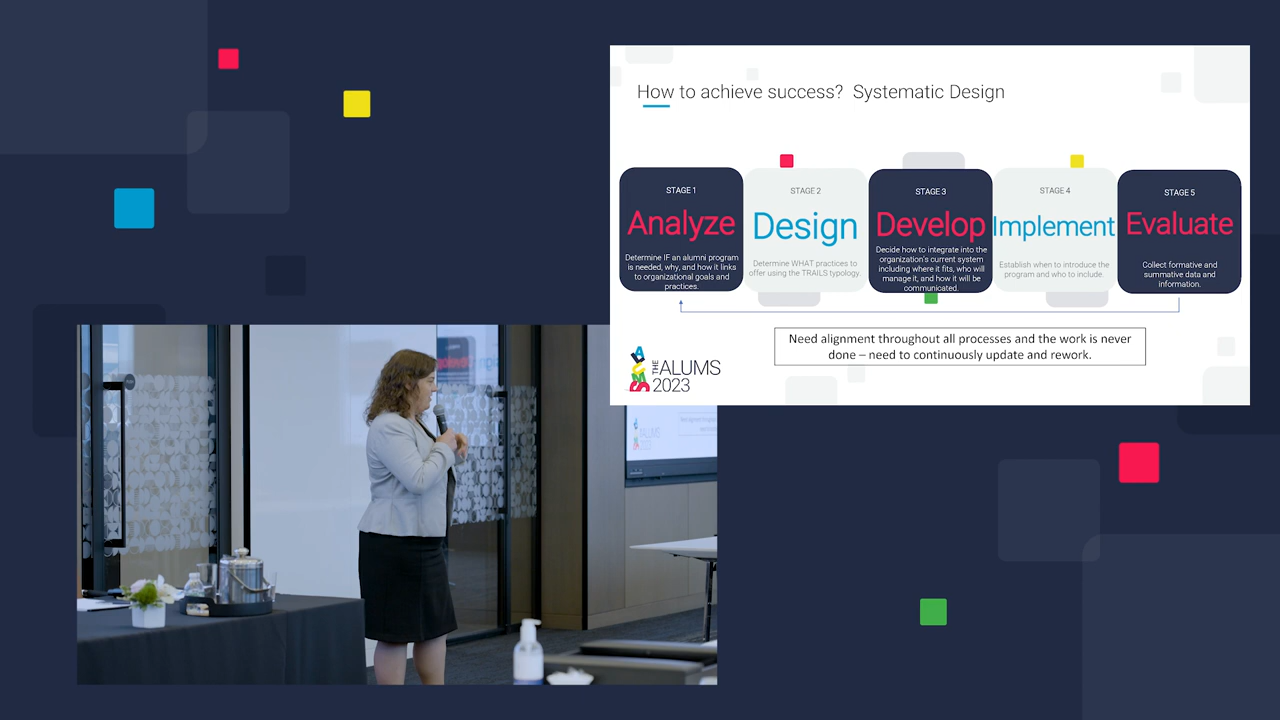 How to achieve success? Systematic Design
STAGE 1
Analyze
Determine IF an alumni program
is needed, why, and how it links
to organizational goals and
practices.
STAGE 2
Design
Determine WHAT practices to
offer using the TRAILS typology.
STAGE 3
Develop
Decide how to integrate into the
organization's current system
including where it fits, who will
manage it, and how it will be
communicated.
STAGE 4
Implement
Establish when to introduce the
program and who to include.
STAGE 5
Evaluate
Collect formative and
summative data and
information.
Need alignment throughout all processes and the work is never
done – need to continuously update and rework.
ALUMS
THE ALUMS
2023